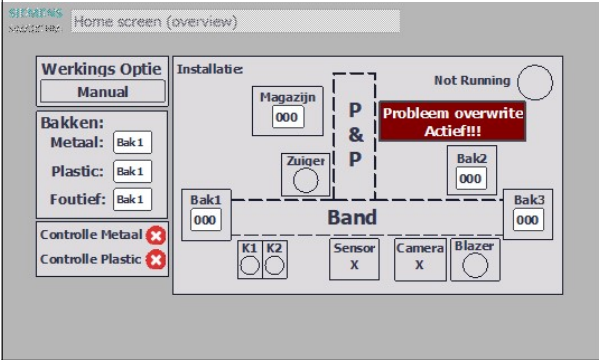 SIEMENS
Home screen (overview)
Werkings Optie
Manual
Bakken:
Metaal: Bak1
Plastic: Bak1
Foutief: Bak1
Controlle Metaal
Controlle Plastic
Installatie:
Not Running
Magazijn
000
P
&
P
Probleem overwrite
Actief!!!
Zuiger
Bak2
000
Bak1
000
Band
Bak3
000
K1 K2
Sensor
X
Camera
X
Blazer